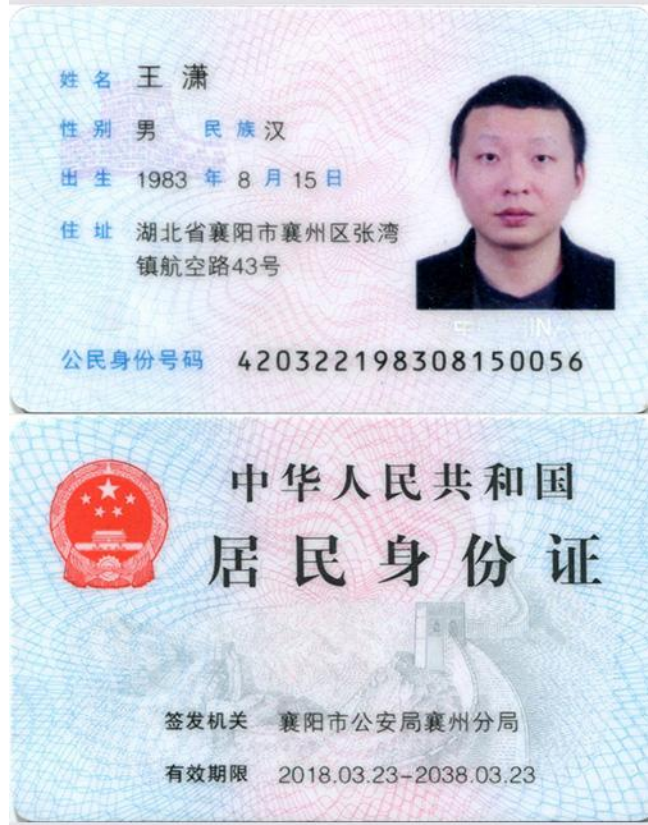 姓名 王潇
性别 男 民族 汉
出生 1983 年 8 月 15 日
住址 湖北省襄阳市襄州区张湾
镇航空路43号
公民身份号码 420322198308150056
中华人民共和国
居民身份证
签发机关 襄阳市公安局襄州分局
有效期限 2018.03.23-2038.03.23